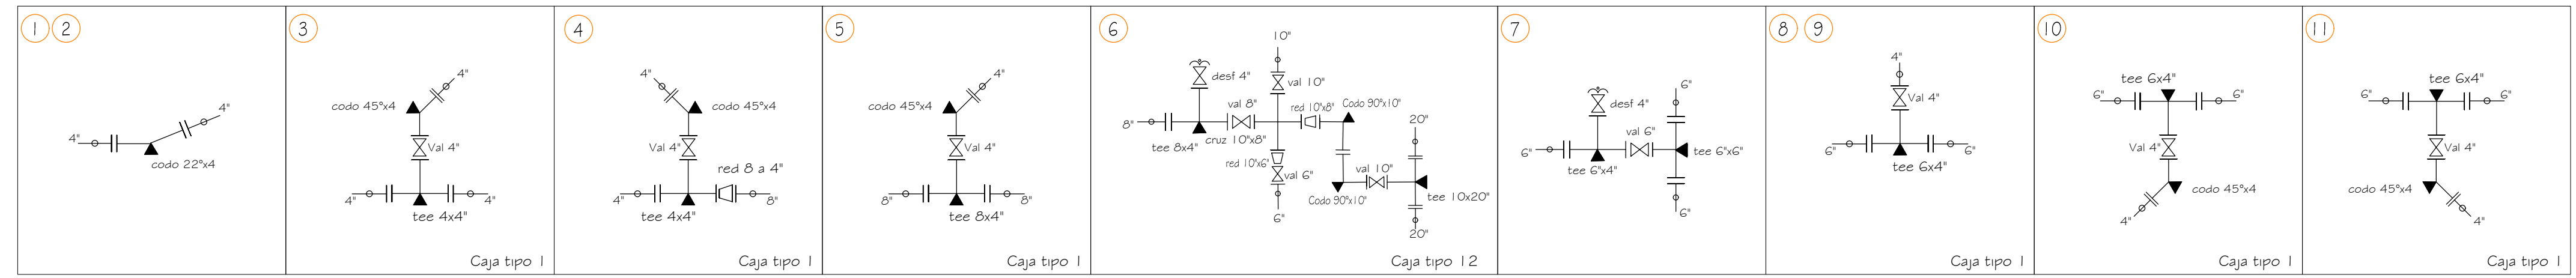 1 2
4"
4"
codo 22°x4
3
4"
codo 45°x4
Val 4"
4"
4"
tee 4x4"
Caja tipo 1
4
4"
codo 45°x4
Val 4"
red 8 a 4"
4"
8"
tee 4x4"
Caja tipo 1
5
4"
codo 45°x4
Val 4"
8"
8"
tee 8x4"
Caja tipo 1
6
10"
desf 4"
val 10"
val 8"
red 10"x8"
Codo 90°x10"
8"
20"
tee 8x4"
cruz 10"x8"
red 10"x6"
val 6"
val 10"
Codo 90°x10"
tee 10x20"
6"
20"
Caja tipo 12
7
6"
desf 4"
val 6"
6"
tee 6"x6"
tee 6"x4"
6"
8 9
4"
Val 4"
6"
6"
tee 6x4"
Caja tipo 1
10
tee 6x4"
6"
6"
Val 4"
codo 45°x4
4"
Caja tipo 1
11
tee 6x4"
6"
6"
Val 4"
codo 45°x4
4"
Caja tipo 1